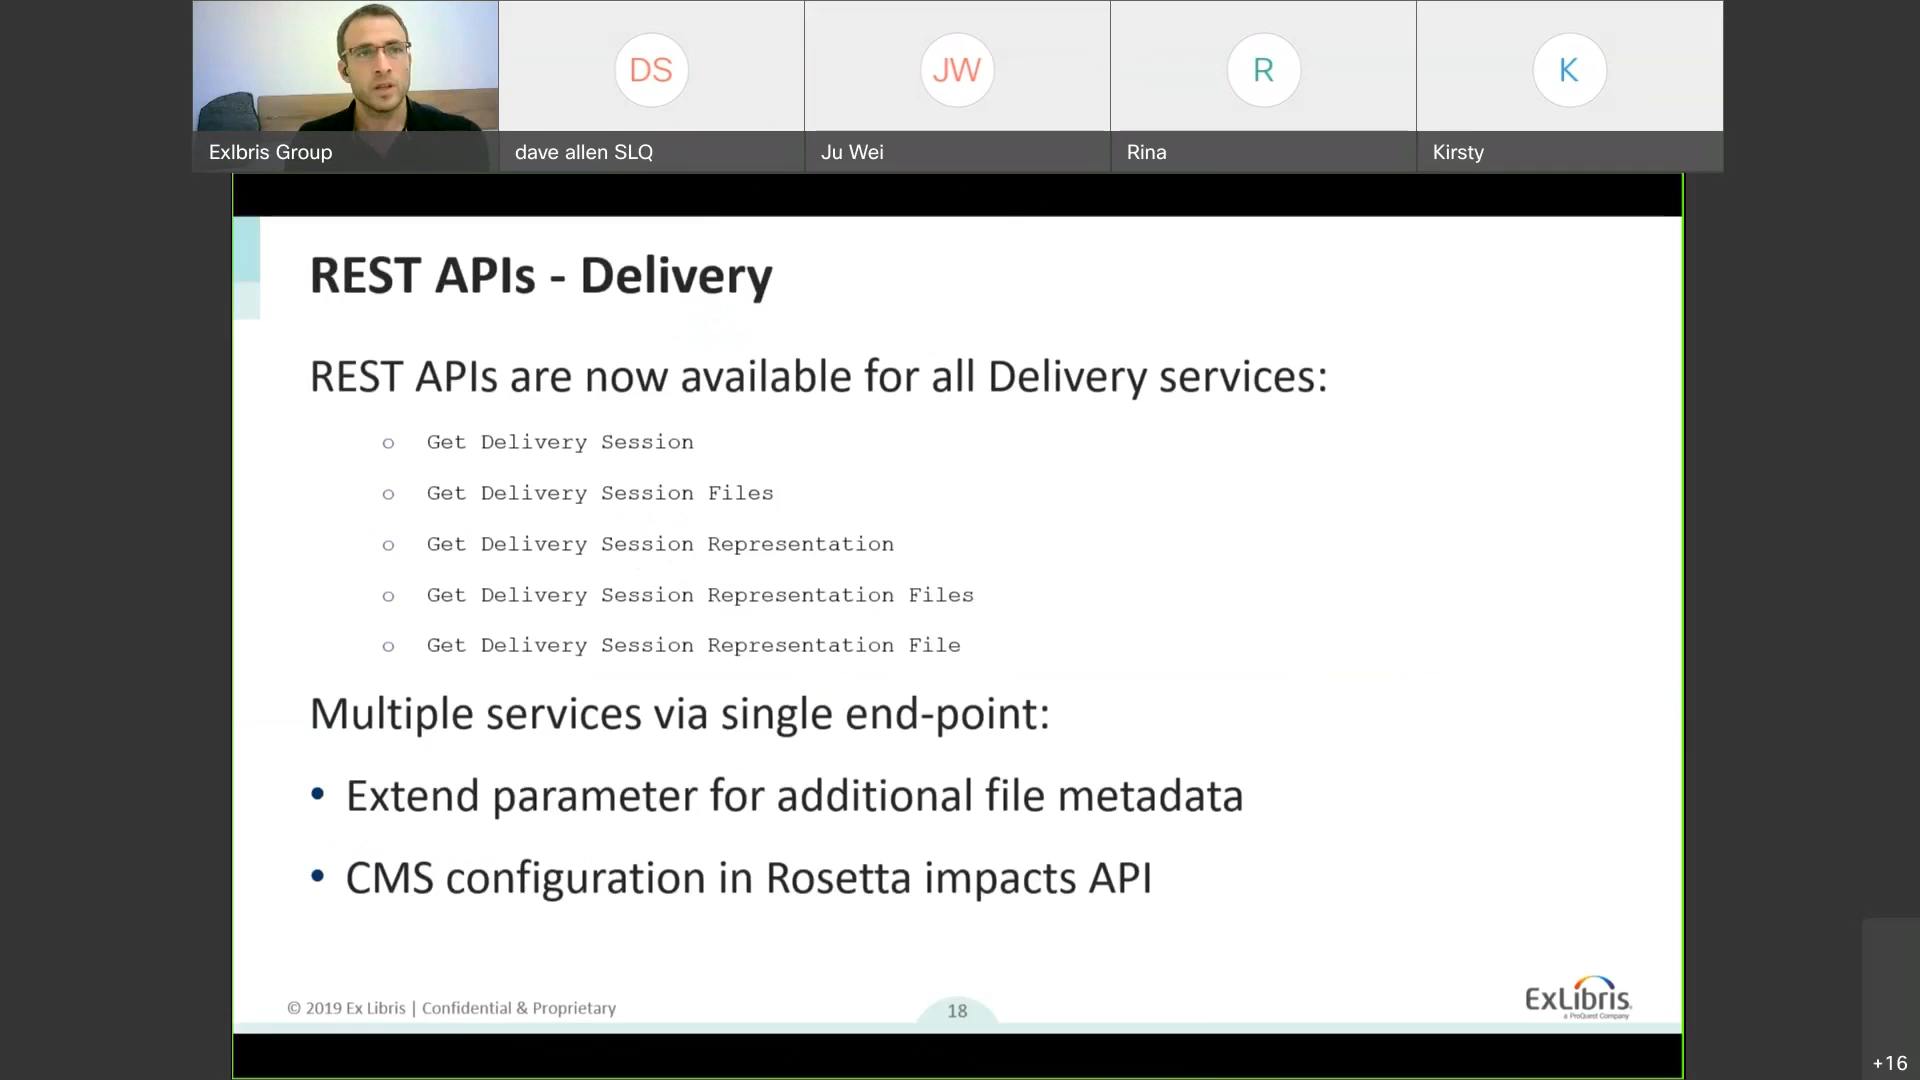 DS
JW
R
K
Exlbris Group
dave allen SLQ
Ju Wei
Rina
Kirsty
REST APIs - Delivery
REST APIs are now available for all Delivery services:
o Get Delivery Session
o Get Delivery Session Files
o Get Delivery Session Representation
o Get Delivery Session Representation Files
o Get Delivery Session Representation File
Multiple services via single end-point:
• Extend parameter for additional file metadata
• CMS configuration in Rosetta impacts API
© 2019 Ex Libris | Confidential & Proprietary
18
ExLibris
a ProQuest Company
+16